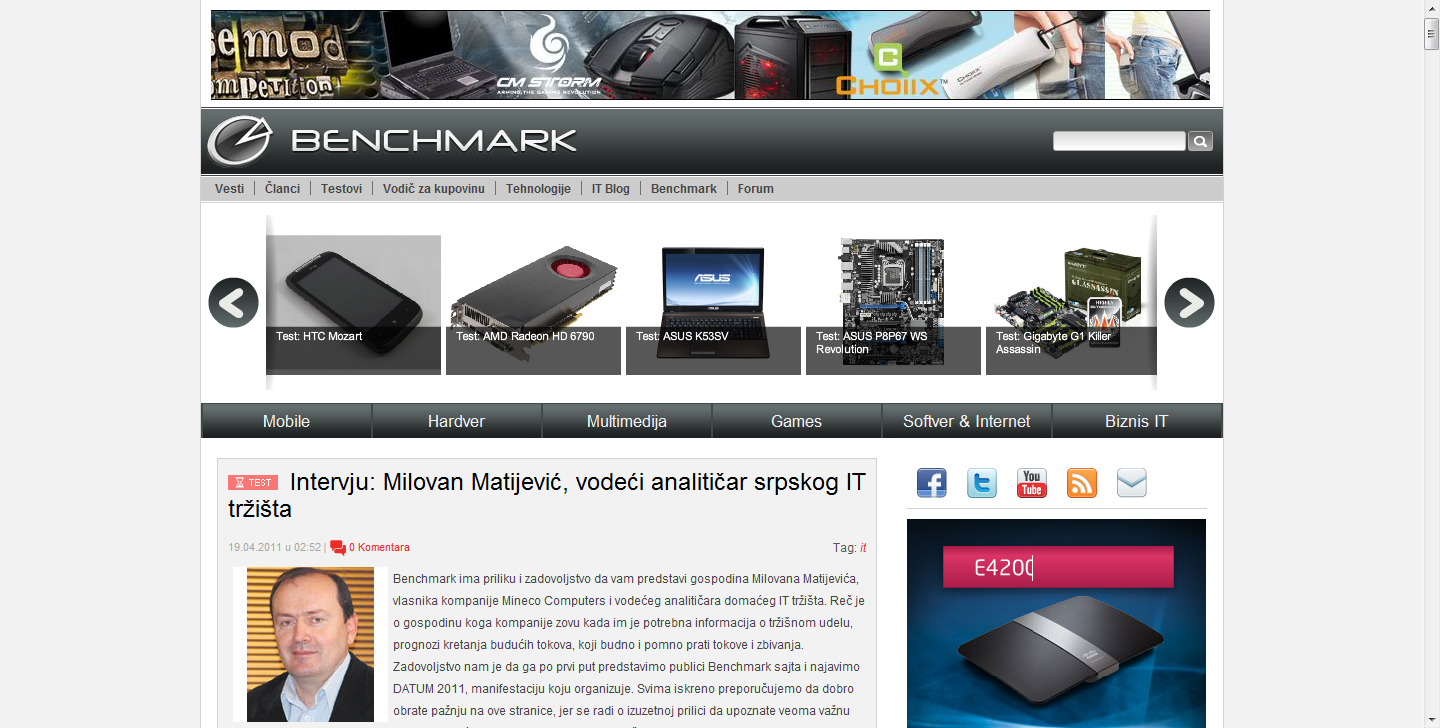 emod
ompetition
CM STORM
ARMING THE GAMING REVOLUTION
CHOIIX
CHOIIX™
BENCHMARK
Vesti
Članci
Testovi
Vodič za kupovinu
Tehnologije
IT Blog
Benchmark
Forum
ASUS
Test: HTC Mozart
Test: AMD Radeon HD 6790
Test: ASUS K53SV
Test: ASUS P8P67 WS
Revolution
Test: Gigabyte G1 Killer
Assassin
Mobile
Hardver
Multimedija
Games
Softver & Internet
Biznis IT
TEST Intervju: Milovan Matijević, vodeći analitičar srpskog IT
tržišta
19.04.2011 u 02:52 | 0 Komentara
Tag: it
Benchmark ima priliku i zadovoljstvo da vam predstavi gospodina Milovana Matijevića,
vlasnika kompanije Mineco Computers i vodećeg analitičara domaćeg IT tržišta. Reč je
o gospodinu koga kompanije zovu kada im je potrebna informacija o tržišnom udelu,
prognozi kretanja budućih tokova, koji budno i pomno prati tokove i zbivanja.
Zadovoljstvo nam je da ga po prvi put predstavimo publici Benchmark sajta i najavimo
DATUM 2011, manifestaciju koju organizuje. Svima iskreno preporučujemo da dobro
obrate pažnju na ove stranice, jer se radi o izuzetnoj prilici da upoznate veoma važnu
You
Tube
E420